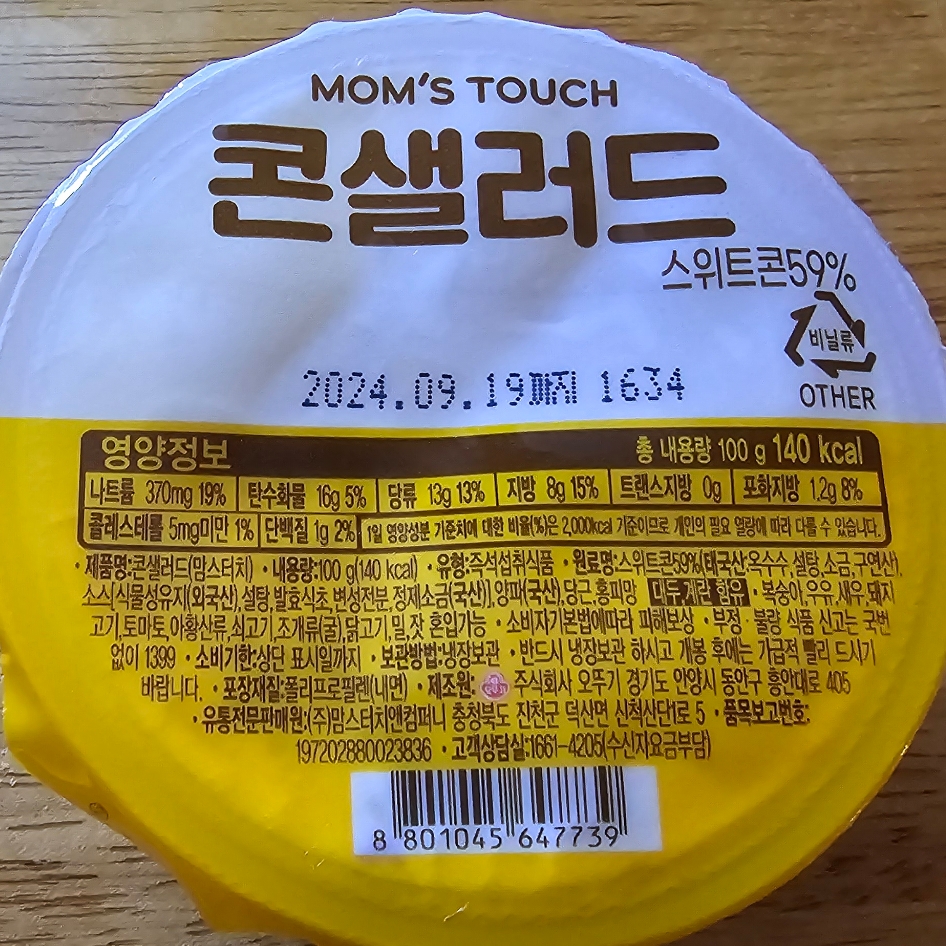 MOM'S TOUCH
콘샐러드
스위트콘59%
비닐류
OTHER
2024.09.19까지 1634
영양정보 총 내용량 100 g 140 kcal
나트륨 370mg 19% 탄수화물 16g 5% 당류 13g 13% 지방 8g 15% 트랜스지방 0g 포화지방 1.2g 8%
콜레스테롤 5mg미만 1% 단백질 1g 2% 1일 영양성분 기준치에 대한 비율(%)은 2,000kcal 기준이므로 개인의 필요 열량에 따라 다를 수 있습니다.
· 제품명:콘샐러드(맘스터치) · 내용량:100 g(140 kcal) · 유형:즉석섭취식품 · 원료명:스위트콘59%(태국산:옥수수,설탕,소금,구연산),
소스[식물성유지(외국산),설탕,발효식초,변성전분,정제소금(국산)],양파(국산),당근,홍피망 대두,계란 함유 · 복숭아,우유,새우,돼지
고기,토마토,아황산류,쇠고기,조개류(굴),닭고기,밀,잣 혼입가능 · 소비자기본법에따라 피해보상 · 부정 · 불량 식품 신고는 국번
없이 1399 · 소비기한:상단 표시일까지 · 보관방법:냉장보관 · 반드시 냉장보관 하시고 개봉 후에는 가급적 빨리 드시기
바랍니다. · 포장재질:폴리프로필렌(내면) · 제조원: 주식회사 오뚜기 경기도 안양시 동안구 흥안대로 405
· 유통전문판매원:(주)맘스터치앤컴퍼니 충청북도 진천군 덕산면 신척산단1로 5 · 품목보고번호:
197202880023836 · 고객상담실:1661-4205(수신자요금부담)
8 801045 647739